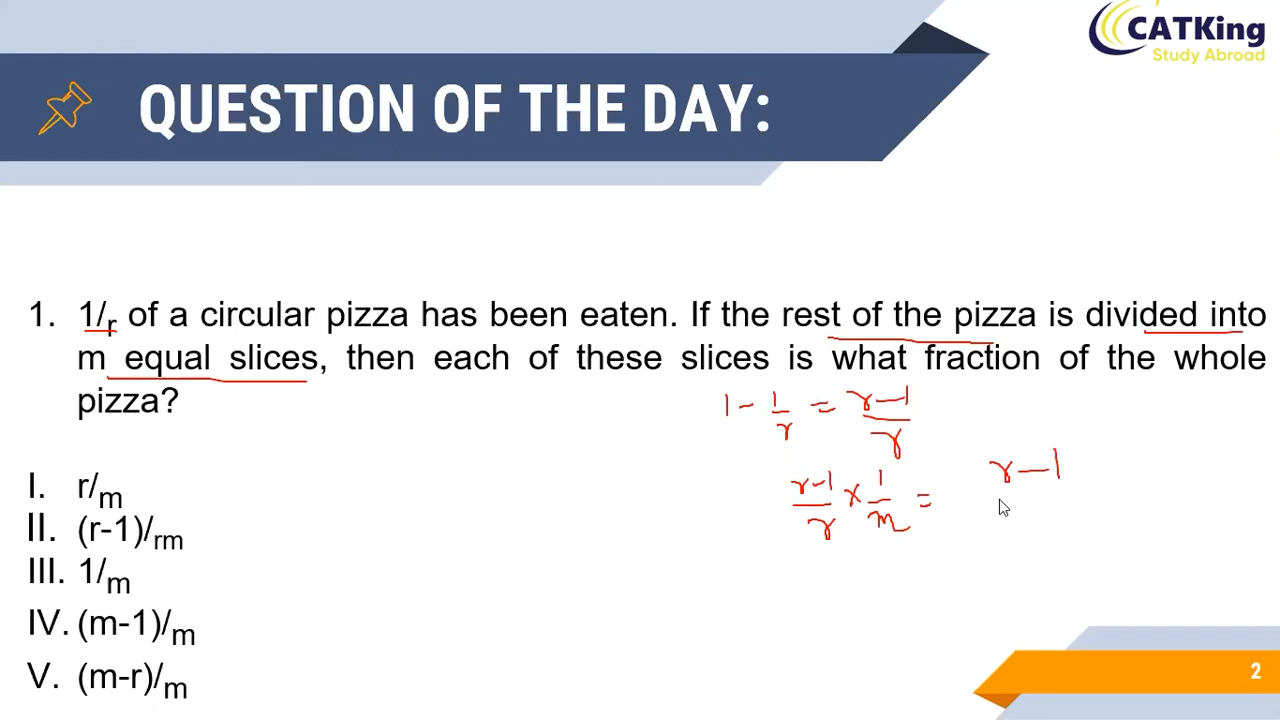 CATKing
Study Abroad
QUESTION OF THE DAY:
1. 1/r of a circular pizza has been eaten. If the rest of the pizza is divided into
m equal slices, then each of these slices is what fraction of the whole
pizza?
1 - 1/r = r-1/r
r-1/r × 1/m = r-1
I. r/m
II. (r-1)/rm
III. 1/m
IV. (m-1)/m
V. (m-r)/m
2